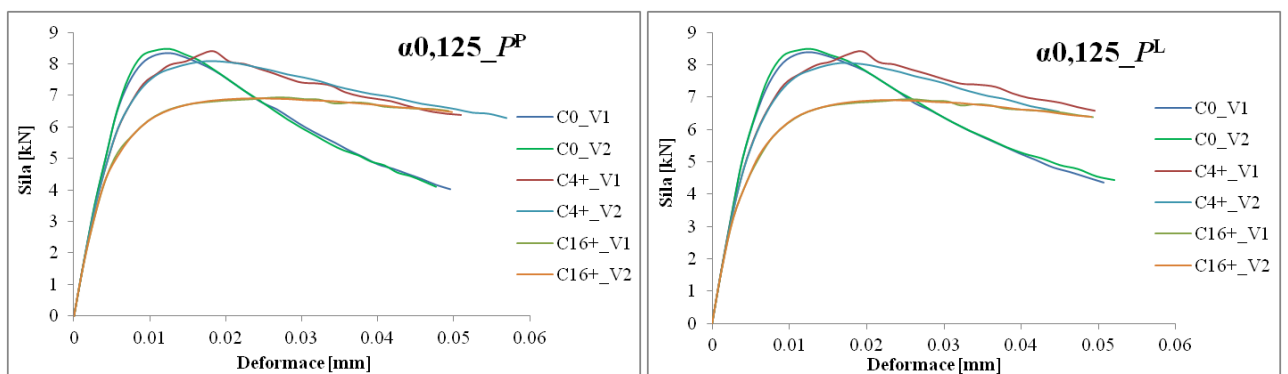 α0,125_Pᴾ
Síla [kN]
9
8
7
6
5
4
3
2
1
0
0 0.01 0.02 0.03 0.04 0.05 0.06
Deformace [mm]
C0_V1
C0_V2
C4+_V1
C4+_V2
C16+_V1
C16+_V2
α0,125_Pᴸ
Síla [kN]
9
8
7
6
5
4
3
2
1
0
0 0.01 0.02 0.03 0.04 0.05 0.06
Deformace [mm]
C0_V1
C0_V2
C4+_V1
C4+_V2
C16+_V1
C16+_V2